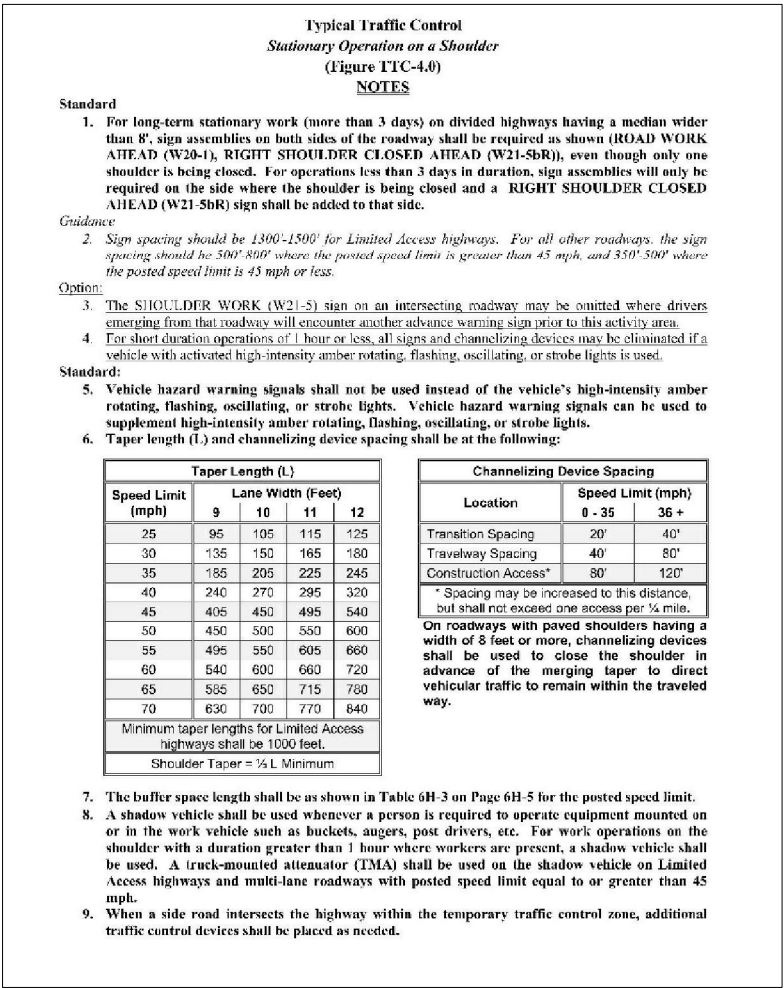 Typical Traffic Control
Stationary Operation on a Shoulder
(Figure TTC-4.0)
NOTES
Standard
1. For long-term stationary work (more than 3 days) on divided highways having a median wider
than 8', sign assemblies on both sides of the roadway shall be required as shown (ROAD WORK
AHEAD (W20-1), RIGHT SHOULDER CLOSED AHEAD (W21-5bR)), even though only one
shoulder is being closed. For operations less than 3 days in duration, sign assemblies will only be
required on the side where the shoulder is being closed and a RIGHT SHOULDER CLOSED
AHEAD (W21-5bR) sign shall be added to that side.
Guidance
2. Sign spacing should be 1300'-1500' for Limited Access highways. For all other roadways, the sign
spacing should be 500'-800' where the posted speed limit is greater than 45 mph, and 350'-500' where
the posted speed limit is 45 mph or less.
Option:
3. The SHOULDER WORK (W21-5) sign on an intersecting roadway may be omitted where drivers
emerging from that roadway will encounter another advance warning sign prior to this activity area.
4. For short duration operations of 1 hour or less, all signs and channelizing devices may be eliminated if a
vehicle with activated high-intensity amber rotating, flashing, oscillating, or strobe lights is used.
Standard:
5. Vehicle hazard warning signals shall not be used instead of the vehicle's high-intensity amber
rotating, flashing, oscillating, or strobe lights. Vehicle hazard warning signals can be used to
supplement high-intensity amber rotating, flashing, oscillating, or strobe lights.
6. Taper length (L) and channelizing device spacing shall be at the following:
Taper Length (L)
Speed Limit (mph) Lane Width (Feet)
9 10 11 12
25 95 105 115 125
30 135 150 165 180
35 185 205 225 245
40 240 270 295 320
45 405 450 495 540
50 450 500 550 600
55 495 550 605 660
60 540 600 660 720
65 585 650 715 780
70 630 700 770 840
Minimum taper lengths for Limited Access
highways shall be 1000 feet.
Shoulder Taper = ⅓ L Minimum
Channelizing Device Spacing
Location Speed Limit (mph)
0 - 35 36 +
Transition Spacing 20' 40'
Travelway Spacing 40' 80'
Construction Access* 80' 120'
* Spacing may be increased to this distance,
but shall not exceed one access per ¼ mile.
On roadways with paved shoulders having a
width of 8 feet or more, channelizing devices
shall be used to close the shoulder in
advance of the merging taper to direct
vehicular traffic to remain within the traveled
way.
7. The buffer space length shall be as shown in Table 6H-3 on Page 6H-5 for the posted speed limit.
8. A shadow vehicle shall be used whenever a person is required to operate equipment mounted on
or in the work vehicle such as buckets, augers, post drivers, etc. For work operations on the
shoulder with a duration greater than 1 hour where workers are present, a shadow vehicle shall
be used. A truck-mounted attenuator (TMA) shall be used on the shadow vehicle on Limited
Access highways and multi-lane roadways with posted speed limit equal to or greater than 45
mph.
9. When a side road intersects the highway within the temporary traffic control zone, additional
traffic control devices shall be placed as needed.